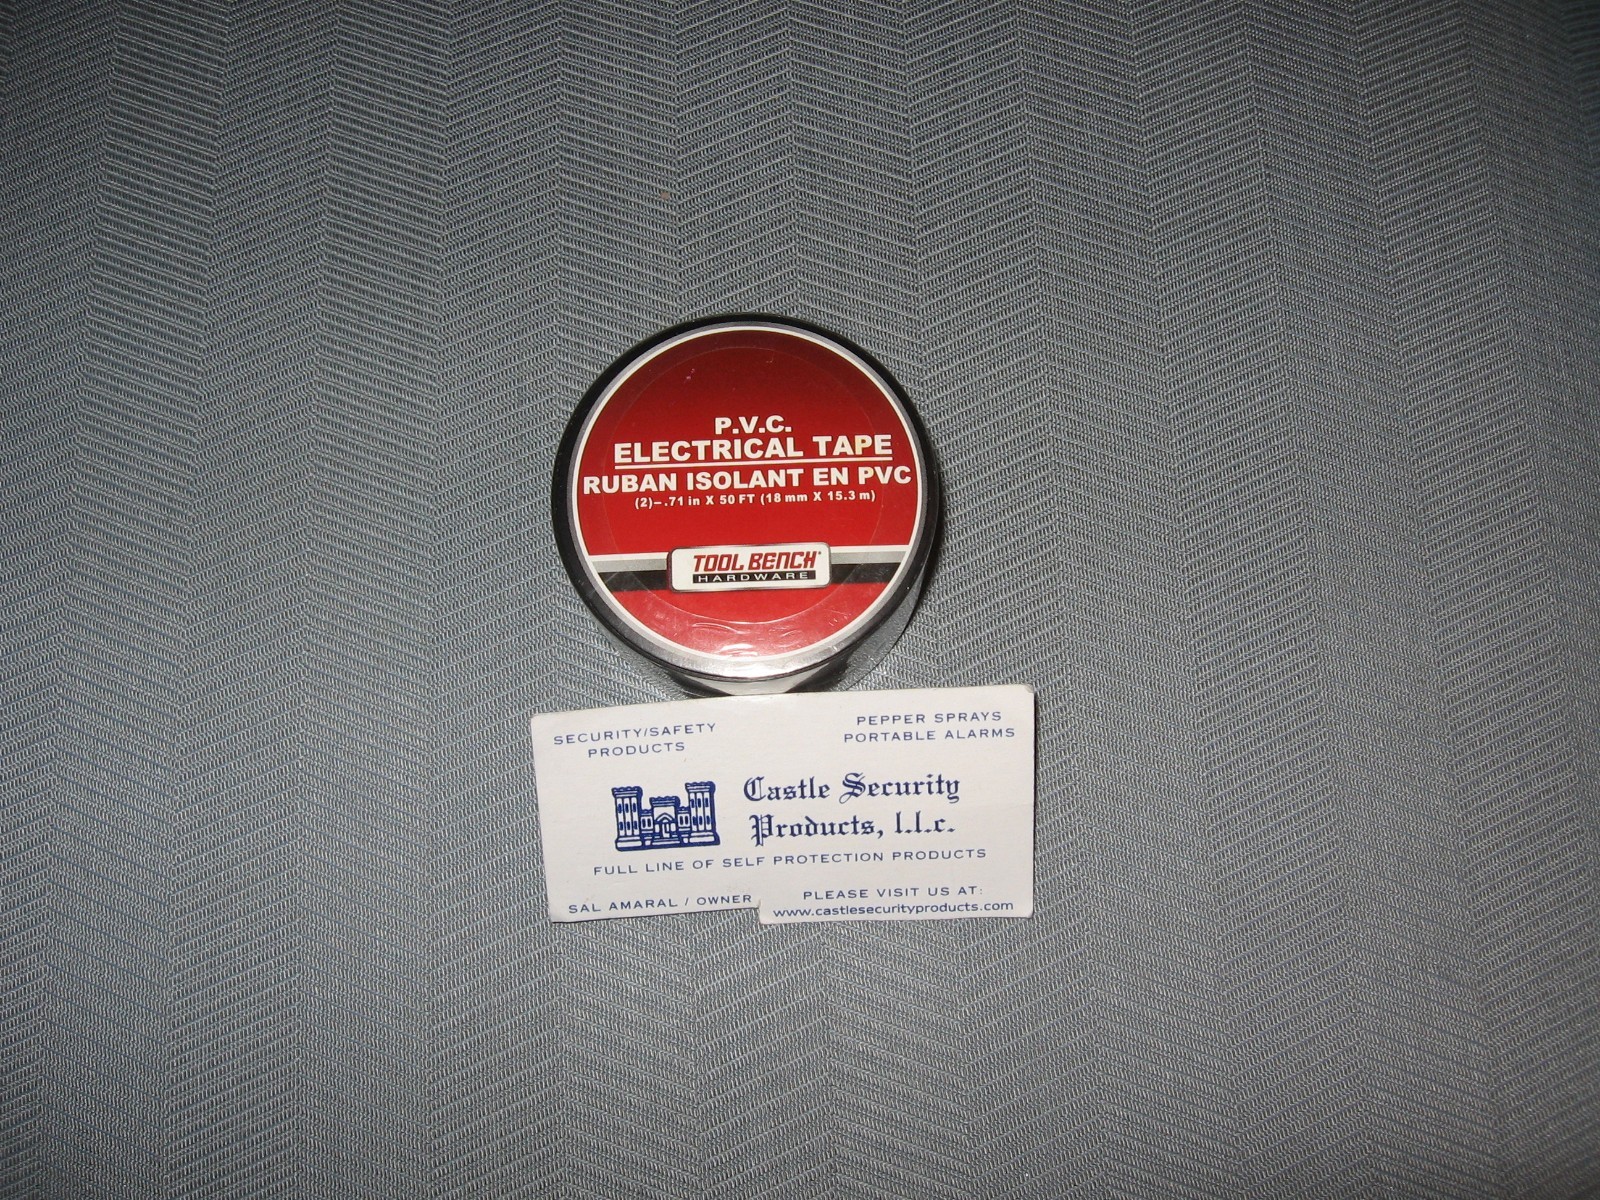 P.V.C.
ELECTRICAL TAPE
RUBAN ISOLANT EN PVC
(2)–.71 in X 50 FT (18 mm X 15.3 m)
TOOL BENCH®
HARDWARE
SECURITY/SAFETY
PRODUCTS
PEPPER SPRAYS
PORTABLE ALARMS
Castle Security
Products, l.l.c.
FULL LINE OF SELF PROTECTION PRODUCTS
SAL AMARAL / OWNER
PLEASE VISIT US AT:
www.castlesecurityproducts.com